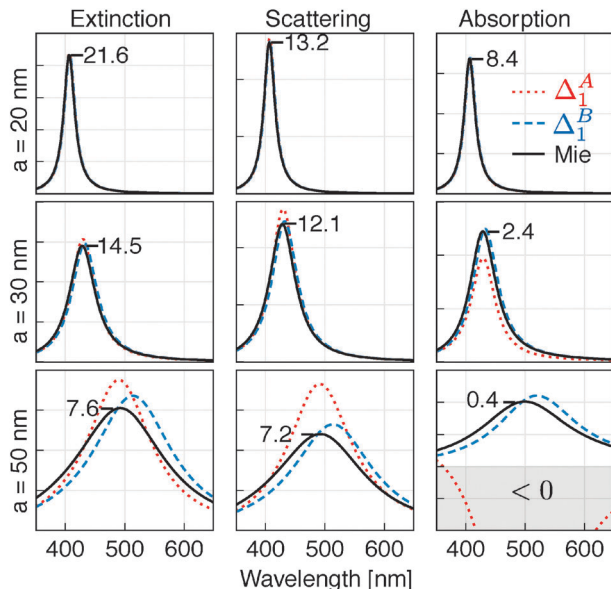 Extinction Scattering Absorption
a = 20 nm
21.6
13.2
8.4
Δ₁ᴬ
Δ₁ᴮ
Mie
a = 30 nm
14.5
12.1
2.4
a = 50 nm
7.6
7.2
0.4
< 0
400 500 600 400 500 600 400 500 600
Wavelength [nm]